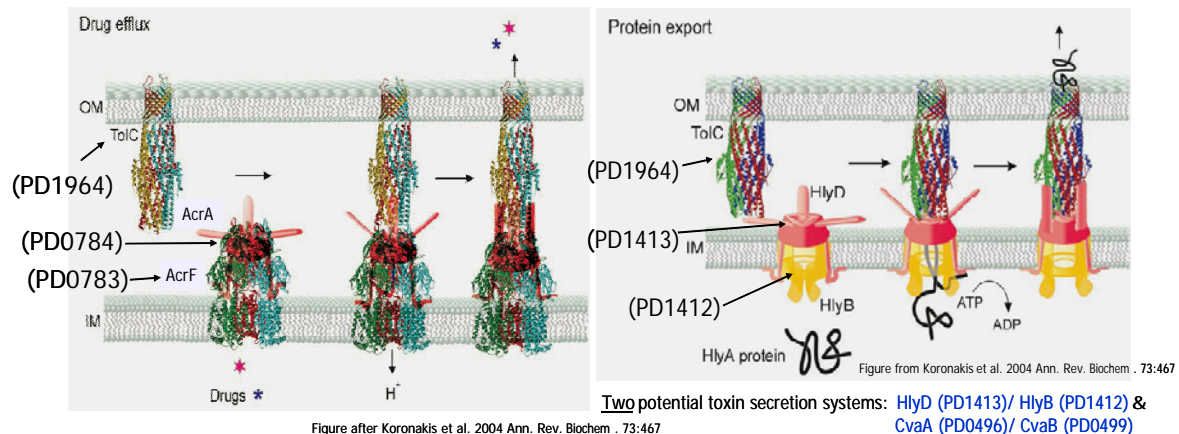 Drug efflux
*
OM
TolC
(PD1964)
AcrA
(PD0784)
(PD0783)
AcrF
IM
Drugs *
H+
Figure after Koronakis et al. 2004 Ann. Rev. Biochem . 73:467
Protein export
OM
TolC
(PD1964)
HlyD
(PD1413)
IM
(PD1412)
HlyB
ATP
ADP
HlyA protein
Figure from Koronakis et al. 2004 Ann. Rev. Biochem . 73:467
Two potential toxin secretion systems: HlyD (PD1413)/ HlyB (PD1412) &
CvaA (PD0496)/ CvaB (PD0499)